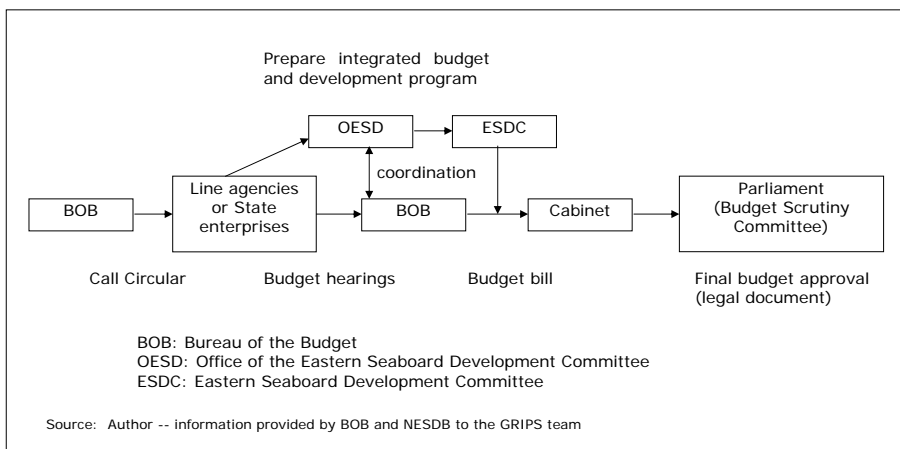 Prepare integrated budget
and development program
OESD
ESDC
coordination
BOB
Line agencies
or State
enterprises
BOB
Cabinet
Parliament
(Budget Scrutiny
Committee)
Call Circular
Budget hearings
Budget bill
Final budget approval
(legal document)
BOB: Bureau of the Budget
OESD: Office of the Eastern Seaboard Development Committee
ESDC: Eastern Seaboard Development Committee
Source: Author -- information provided by BOB and NESDB to the GRIPS team